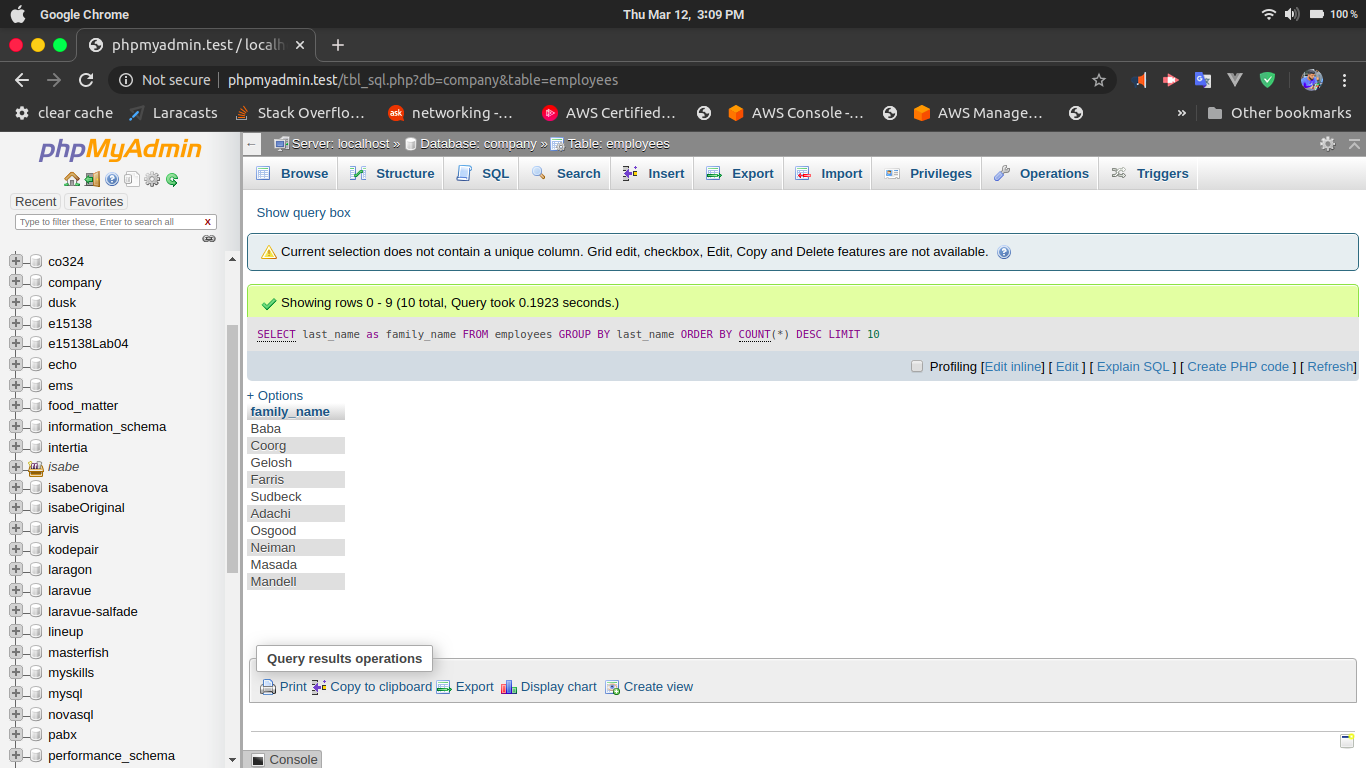 Google Chrome
Thu Mar 12, 3:09 PM
100 %
phpmyadmin.test / localh
Not secure
phpmyadmin.test/tbl_sql.php?db=company&table=employees
clear cache
Laracasts
Stack Overflo...
ask
networking -...
AWS Certified...
AWS Console -...
AWS Manage...
»
Other bookmarks
phpMyAdmin
Recent
Favorites
Type to filter these, Enter to search all
X
co324
company
dusk
e15138
e15138Lab04
echo
ems
food_matter
information_schema
intertia
isabe
isabenova
isabeOriginal
jarvis
kodepair
laragon
laravue
laravue-salfade
lineup
masterfish
myskills
mysql
novasql
pabx
performance_schema
Server: localhost » Database: company » Table: employees
Browse
Structure
SQL
Search
Insert
Export
Import
Privileges
Operations
Triggers
Show query box
Current selection does not contain a unique column. Grid edit, checkbox, Edit, Copy and Delete features are not available.
Showing rows 0 - 9 (10 total, Query took 0.1923 seconds.)
SELECT last_name as family_name FROM employees GROUP BY last_name ORDER BY COUNT(*) DESC LIMIT 10
Profiling [Edit inline] [ Edit ] [ Explain SQL ] [ Create PHP code ] [ Refresh]
+ Options
family_name
Baba
Coorg
Gelosh
Farris
Sudbeck
Adachi
Osgood
Neiman
Masada
Mandell
Query results operations
Print
Copy to clipboard
Export
Display chart
Create view
Console